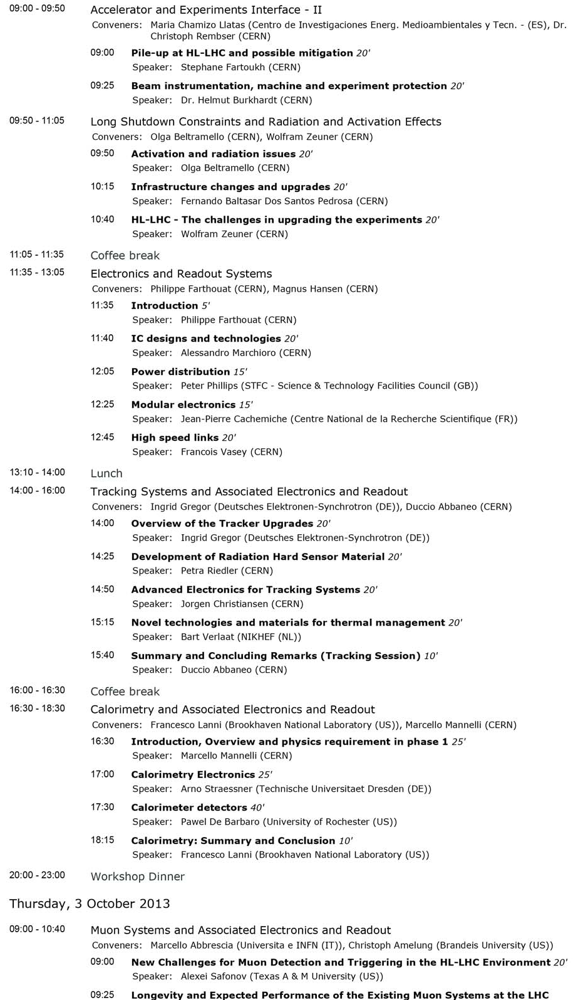 09:00 - 09:50 Accelerator and Experiments Interface - II
Conveners: Maria Chamizo Llatas (Centro de Investigaciones Energ. Medioambientales y Tecn. - (ES), Dr.
Christoph Rembser (CERN)
09:00 Pile-up at HL-LHC and possible mitigation 20'
Speaker: Stephane Fartoukh (CERN)
09:25 Beam instrumentation, machine and experiment protection 20'
Speaker: Dr. Helmut Burkhardt (CERN)
09:50 - 11:05 Long Shutdown Constraints and Radiation and Activation Effects
Conveners: Olga Beltramello (CERN), Wolfram Zeuner (CERN)
09:50 Activation and radiation issues 20'
Speaker: Olga Beltramello (CERN)
10:15 Infrastructure changes and upgrades 20'
Speaker: Fernando Baltasar Dos Santos Pedrosa (CERN)
10:40 HL-LHC - The challenges in upgrading the experiments 20'
Speaker: Wolfram Zeuner (CERN)
11:05 - 11:35 Coffee break
11:35 - 13:05 Electronics and Readout Systems
Conveners: Philippe Farthouat (CERN), Magnus Hansen (CERN)
11:35 Introduction 5'
Speaker: Philippe Farthouat (CERN)
11:40 IC designs and technologies 20'
Speaker: Alessandro Marchioro (CERN)
12:05 Power distribution 15'
Speaker: Peter Phillips (STFC - Science & Technology Facilities Council (GB))
12:25 Modular electronics 15'
Speaker: Jean-Pierre Cachemiche (Centre National de la Recherche Scientifique (FR))
12:45 High speed links 20'
Speaker: Francois Vasey (CERN)
13:10 - 14:00 Lunch
14:00 - 16:00 Tracking Systems and Associated Electronics and Readout
Conveners: Ingrid Gregor (Deutsches Elektronen-Synchrotron (DE)), Duccio Abbaneo (CERN)
14:00 Overview of the Tracker Upgrades 20'
Speaker: Ingrid Gregor (Deutsches Elektronen-Synchrotron (DE))
14:25 Development of Radiation Hard Sensor Material 20'
Speaker: Petra Riedler (CERN)
14:50 Advanced Electronics for Tracking Systems 20'
Speaker: Jorgen Christiansen (CERN)
15:15 Novel technologies and materials for thermal management 20'
Speaker: Bart Verlaat (NIKHEF (NL))
15:40 Summary and Concluding Remarks (Tracking Session) 10'
Speaker: Duccio Abbaneo (CERN)
16:00 - 16:30 Coffee break
16:30 - 18:30 Calorimetry and Associated Electronics and Readout
Conveners: Francesco Lanni (Brookhaven National Laboratory (US)), Marcello Mannelli (CERN)
16:30 Introduction, Overview and physics requirement in phase 1 25'
Speaker: Marcello Mannelli (CERN)
17:00 Calorimetry Electronics 25'
Speaker: Arno Straessner (Technische Universitaet Dresden (DE))
17:30 Calorimeter detectors 40'
Speaker: Pawel De Barbaro (University of Rochester (US))
18:15 Calorimetry: Summary and Conclusion 10'
Speaker: Francesco Lanni (Brookhaven National Laboratory (US))
20:00 - 23:00 Workshop Dinner
Thursday, 3 October 2013
09:00 - 10:40 Muon Systems and Associated Electronics and Readout
Conveners: Marcello Abbrescia (Universita e INFN (IT)), Christoph Amelung (Brandeis University (US))
09:00 New Challenges for Muon Detection and Triggering in the HL-LHC Environment 20'
Speaker: Alexei Safonov (Texas A & M University (US))
09:25 Longevity and Expected Performance of the Existing Muon Systems at the LHC